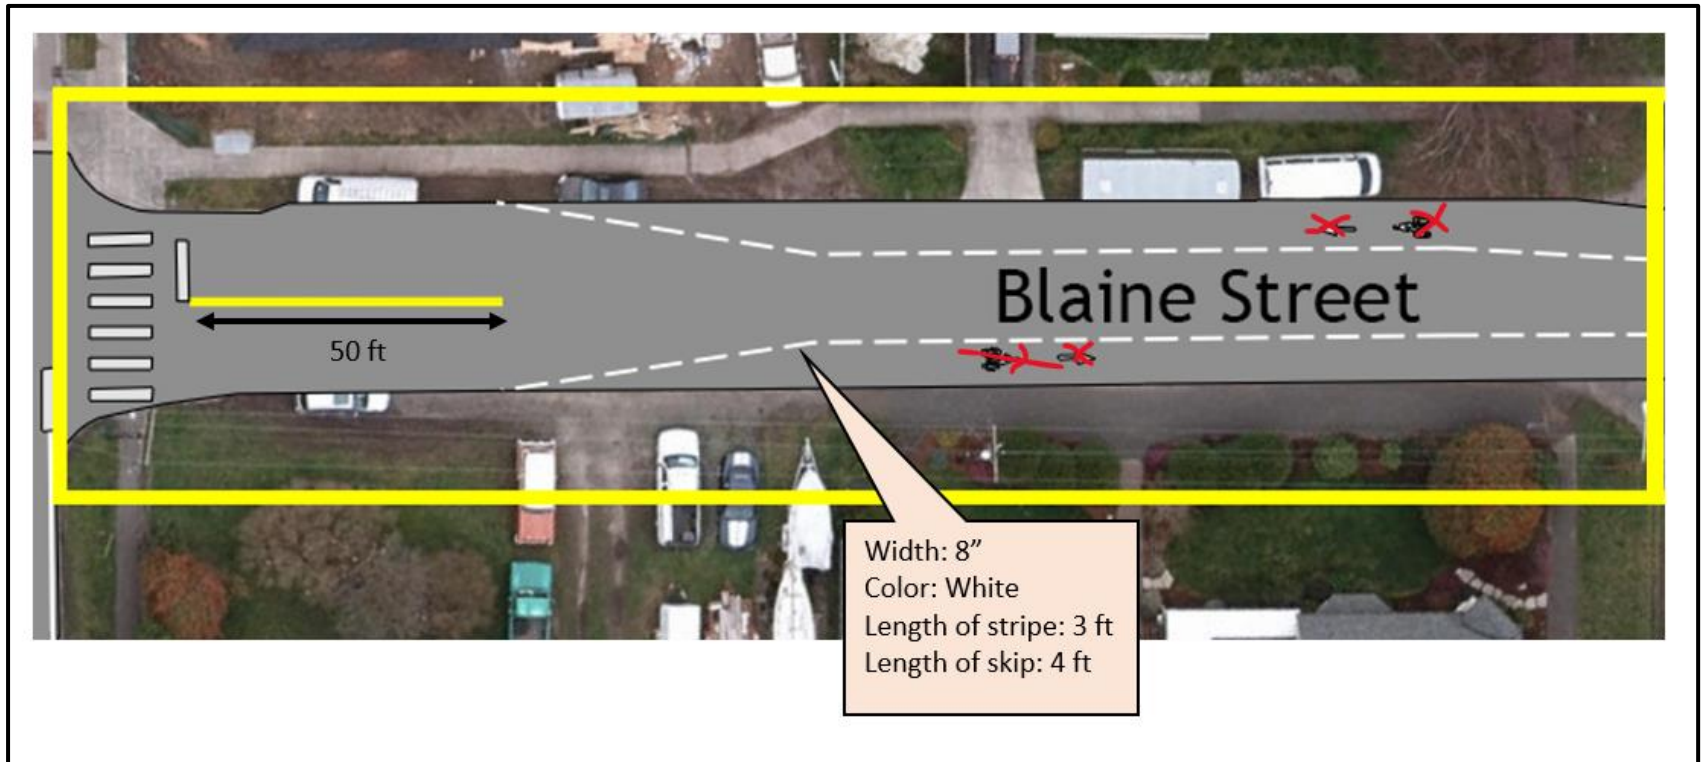 Blaine Street
50 ft
Width: 8”
Color: White
Length of stripe: 3 ft
Length of skip: 4 ft